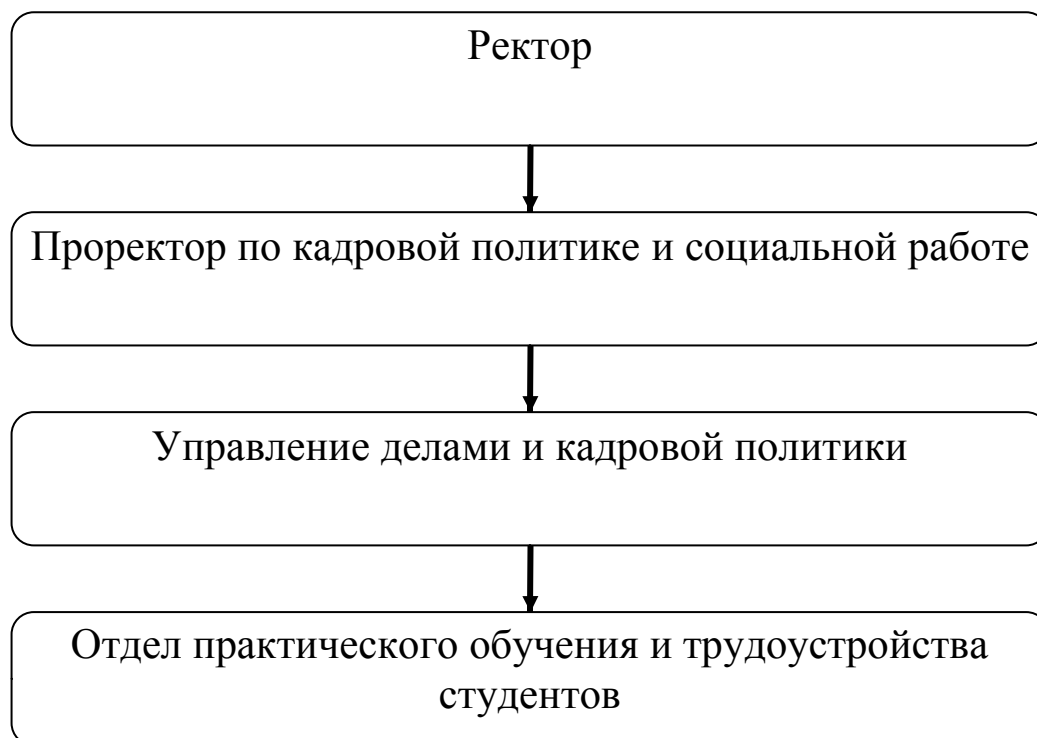 Ректор
Проректор по кадровой политике и социальной работе
Управление делами и кадровой политики
Отдел практического обучения и трудоустройства
студентов